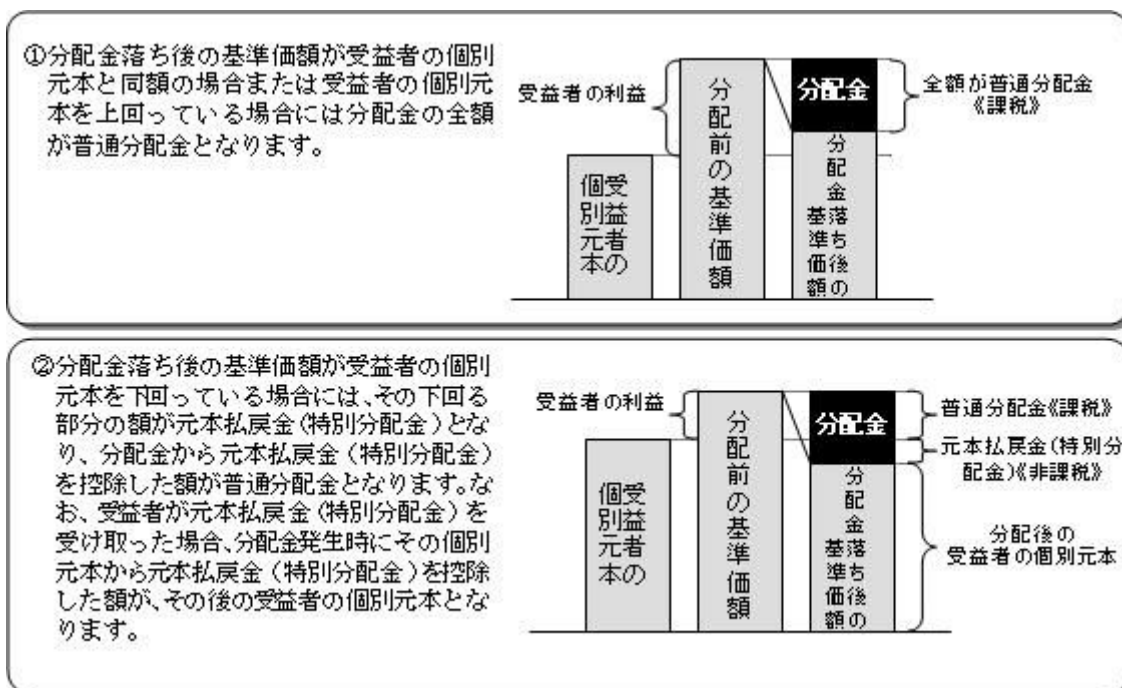 ①分配金落ち後の基準価額が受益者の個別
元本と同額の場合または受益者の個別元
本を上回っている場合には分配金の全額
が普通分配金となります。
受益者の利益
受益者の
個別元本
分配前の基準価額
分配金
分配金落ち後の
基準価額
全額が普通分配金
《課税》
②分配金落ち後の基準価額が受益者の個別
元本を下回っている場合には、その下回る
部分の額が元本払戻金(特別分配金)とな
り、分配金から元本払戻金(特別分配金)
を控除した額が普通分配金となります。な
お、受益者が元本払戻金(特別分配金)を
受け取った場合、分配金発生時にその個別
元本から元本払戻金(特別分配金)を控除
した額が、その後の受益者の個別元本とな
ります。
受益者の利益
受益者の
個別元本
分配前の基準価額
分配金
分配金落ち後の
基準価額
普通分配金《課税》
元本払戻金(特別分
配金)《非課税》
分配後の
受益者の個別元本